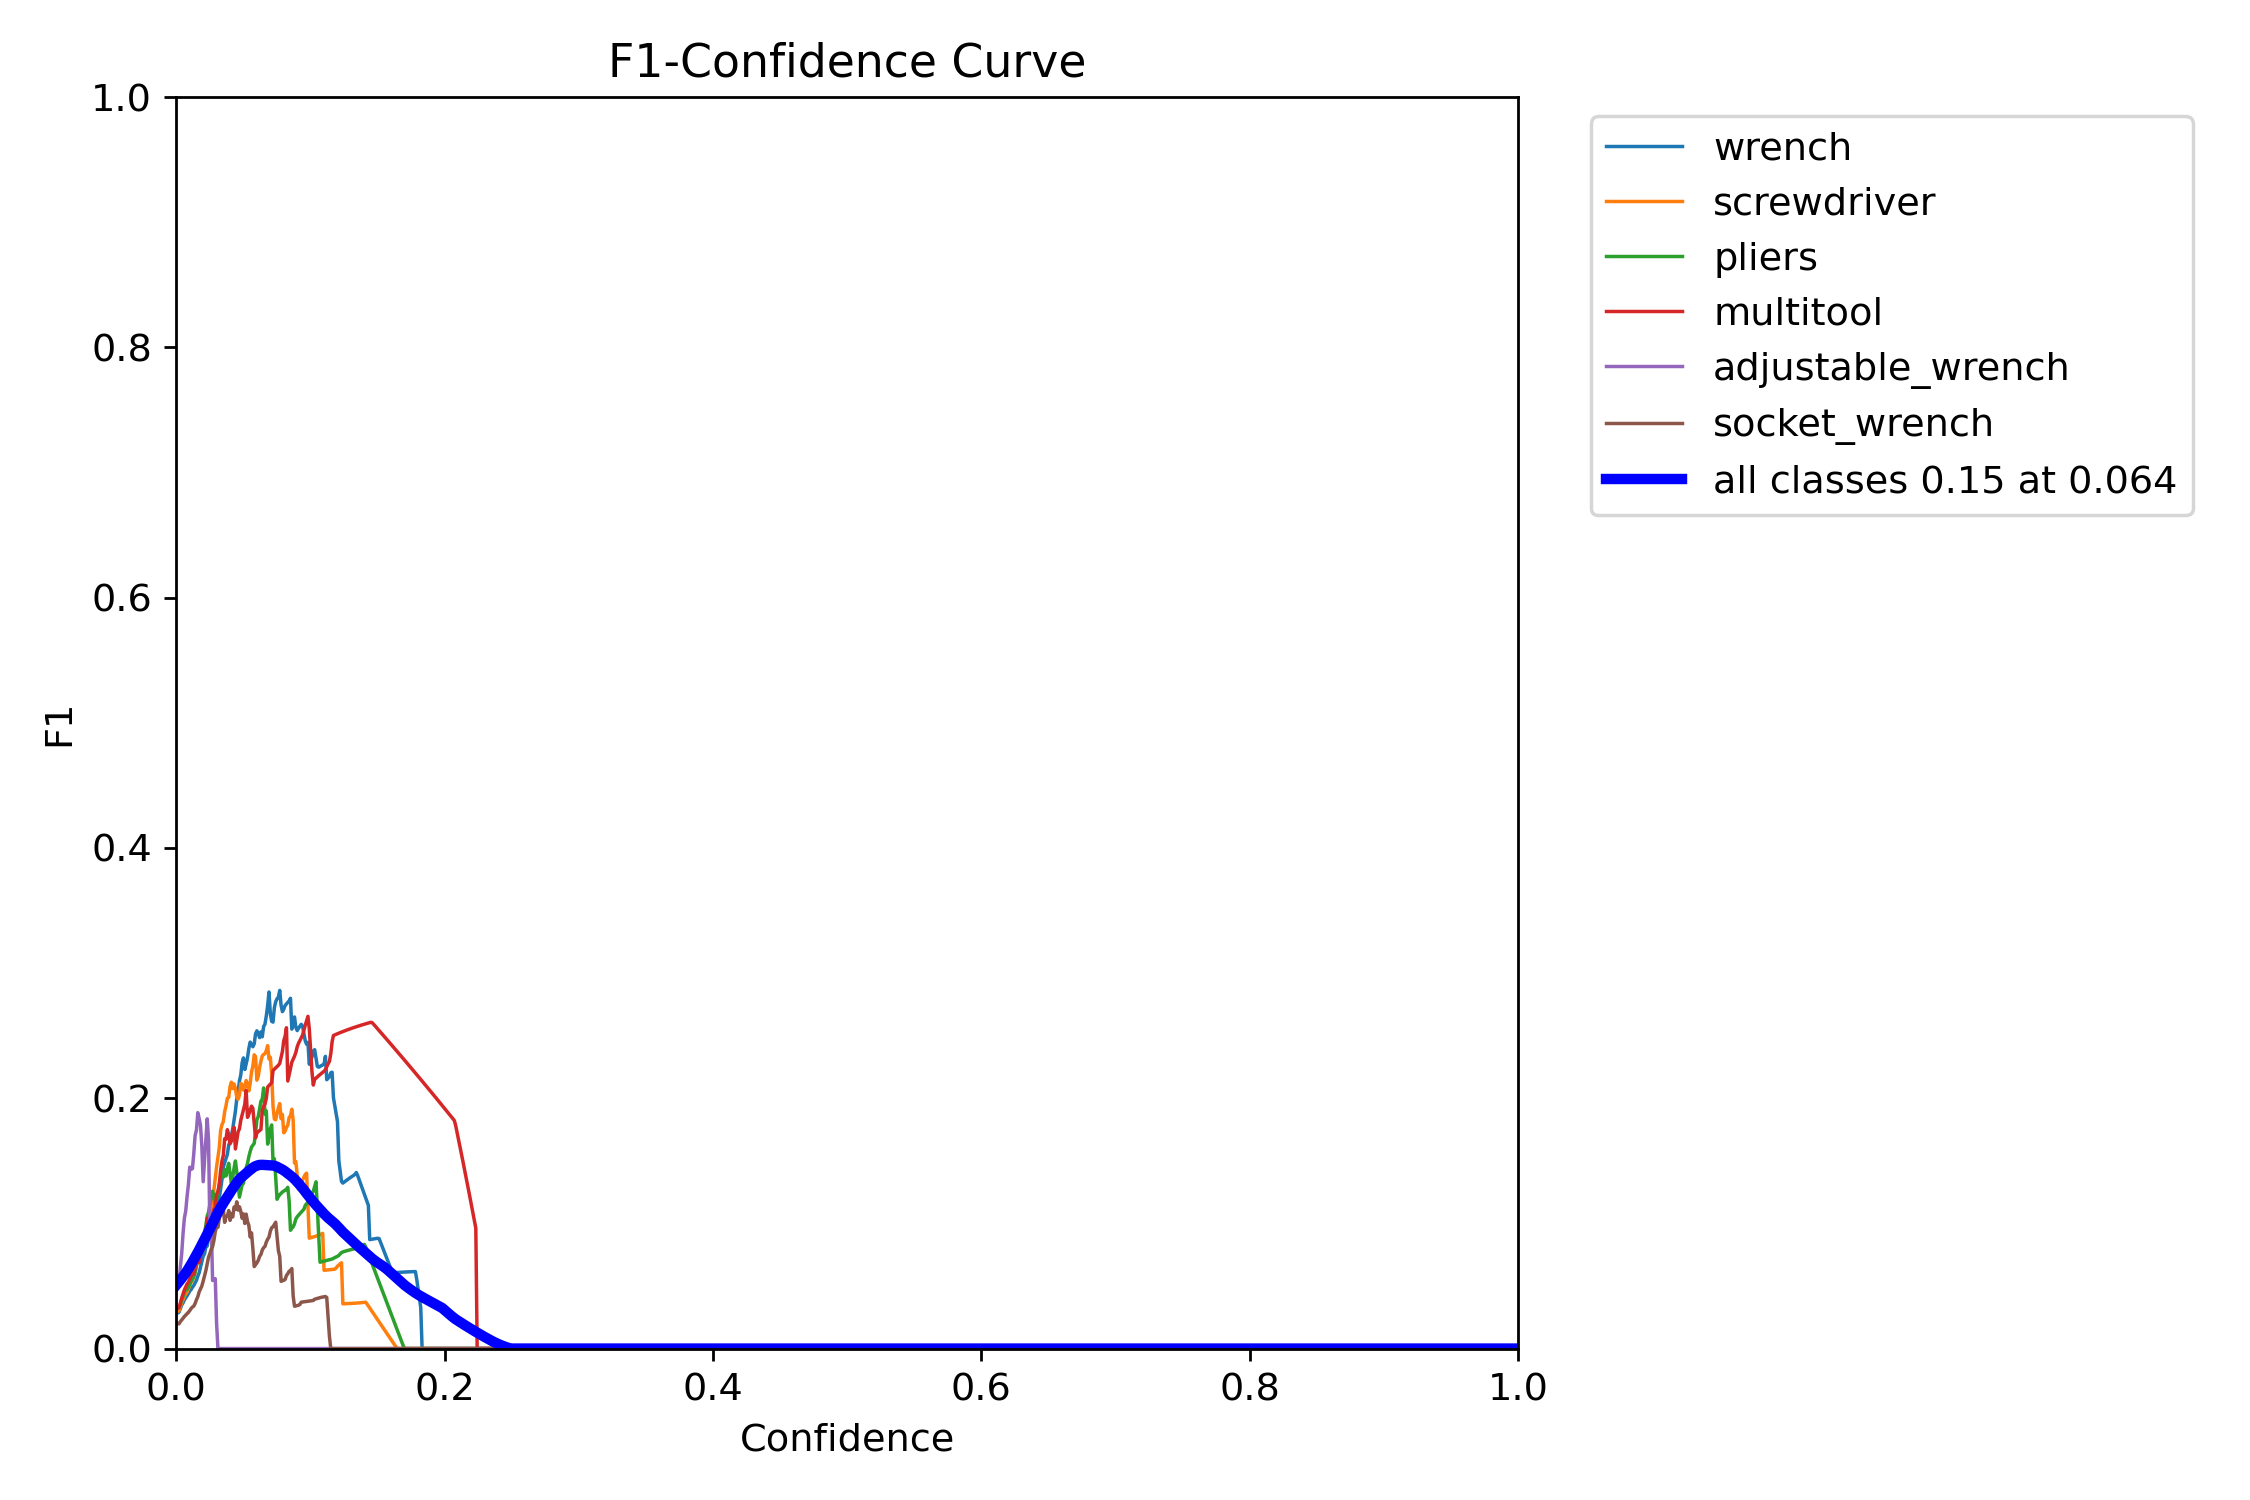 F1-Confidence Curve
1.0
0.8
0.6
0.4
0.2
0.0
F1
0.0 0.2 0.4 0.6 0.8 1.0
Confidence
wrench
screwdriver
pliers
multitool
adjustable_wrench
socket_wrench
all classes 0.15 at 0.064